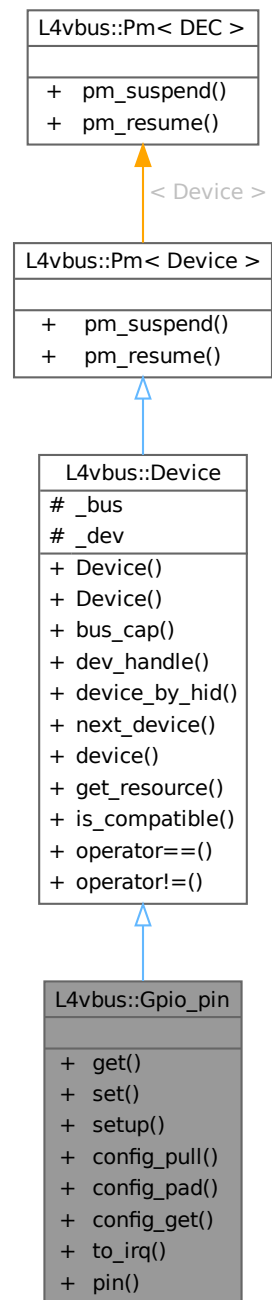 L4vbus::Pm< DEC >
+ pm_suspend()
+ pm_resume()
< Device >
L4vbus::Pm< Device >
+ pm_suspend()
+ pm_resume()
L4vbus::Device
# _bus
# _dev
+ Device()
+ Device()
+ bus_cap()
+ dev_handle()
+ device_by_hid()
+ next_device()
+ device()
+ get_resource()
+ is_compatible()
+ operator==()
+ operator!=()
L4vbus::Gpio_pin
+ get()
+ set()
+ setup()
+ config_pull()
+ config_pad()
+ config_get()
+ to_irq()
+ pin()